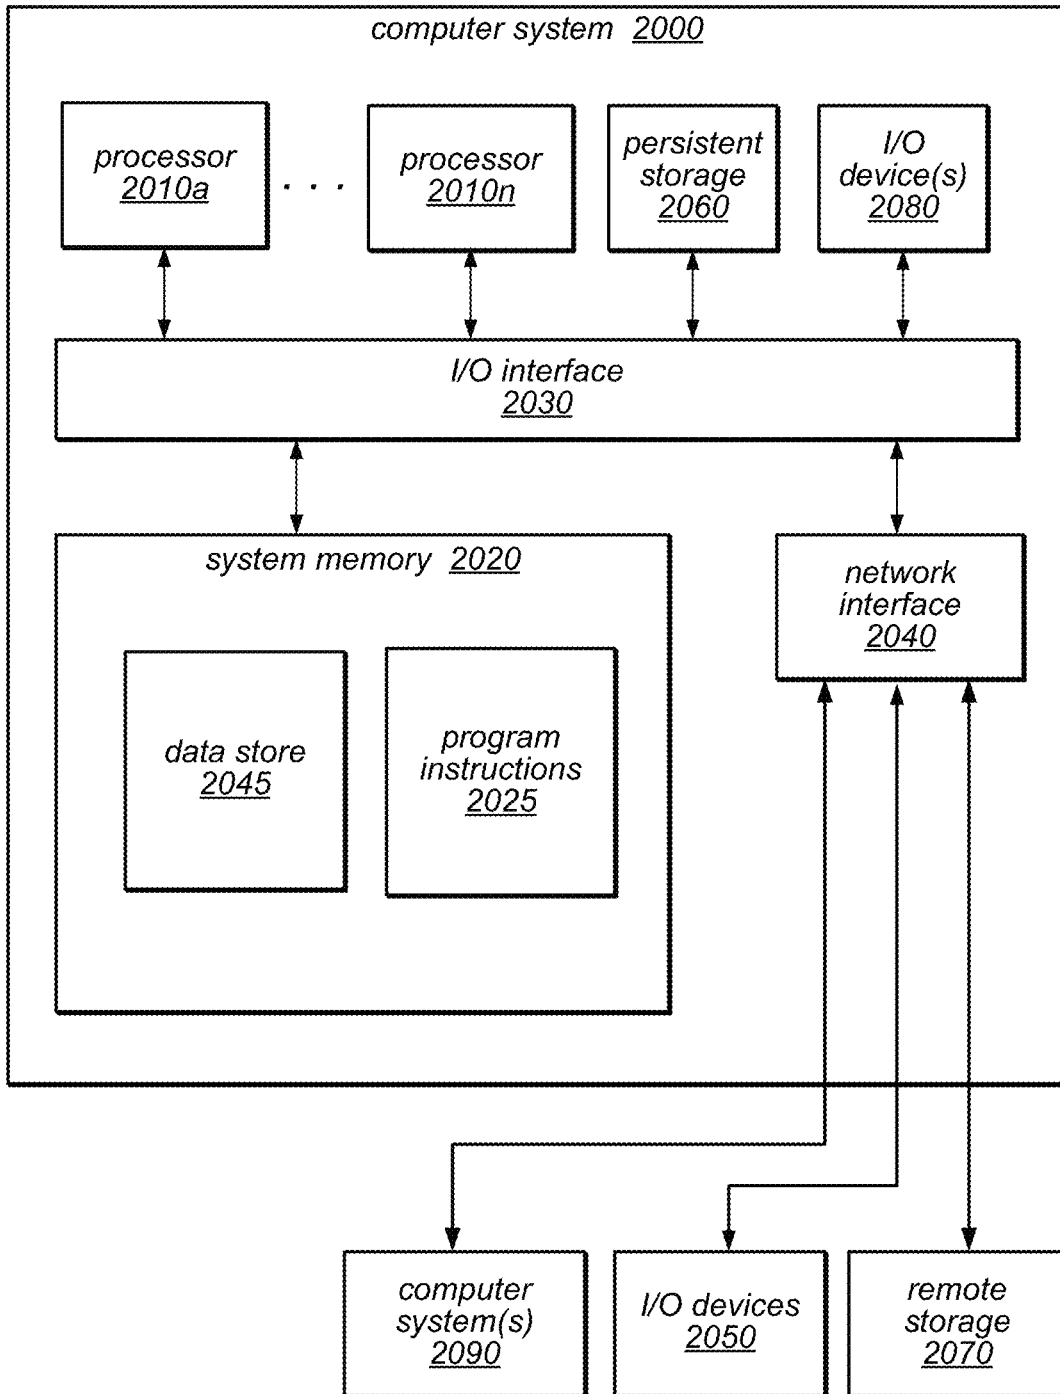 computer system 2000
processor
2010a
. . .
processor
2010n
persistent
storage
2060
I/O
device(s)
2080
I/O interface
2030
system memory 2020
data store
2045
program
instructions
2025
network
interface
2040
computer
system(s)
2090
I/O devices
2050
remote
storage
2070